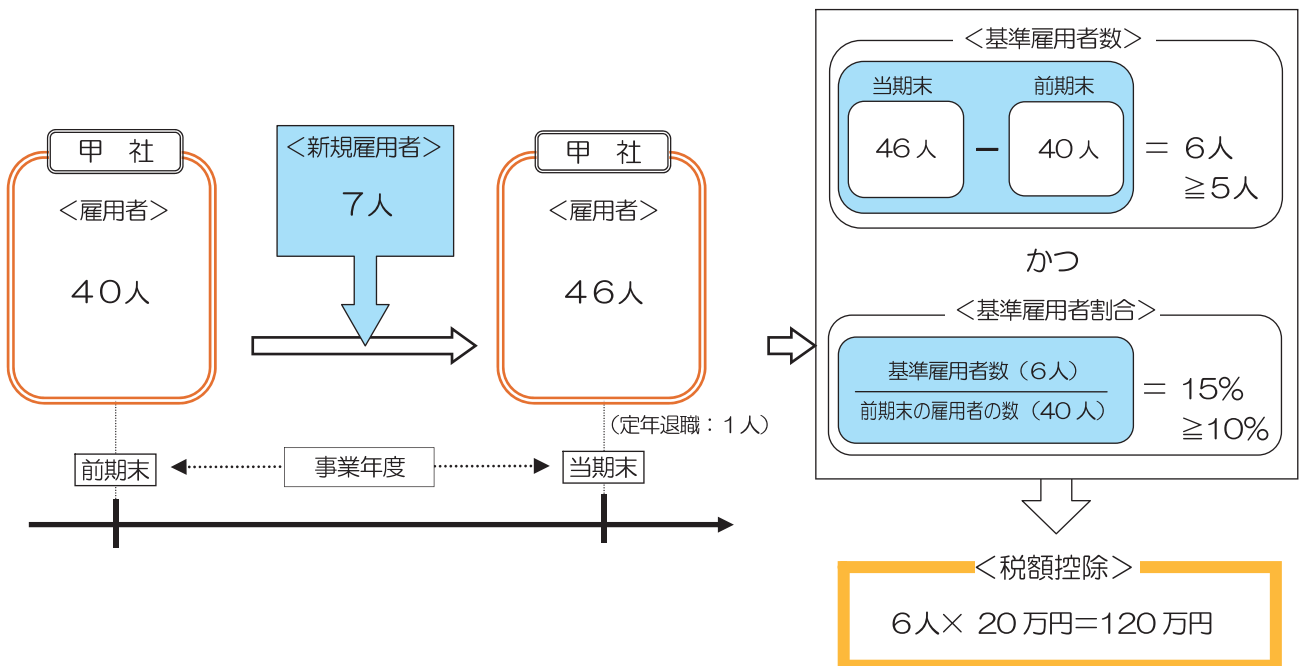 甲　社
＜雇用者＞
４０人
＜新規雇用者＞
７人
甲　社
＜雇用者＞
４６人
（定年退職：１人）
前期末
事業年度
当期末
＜基準雇用者数＞
当期末
前期末
４６人
－
４０人
＝ ６人
≧５人
かつ
＜基準雇用者割合＞
基準雇用者数（６人）
前期末の雇用者の数（４０人）
＝ 15%
≧10%
＜税額控除＞
６人× 20 万円＝120 万円